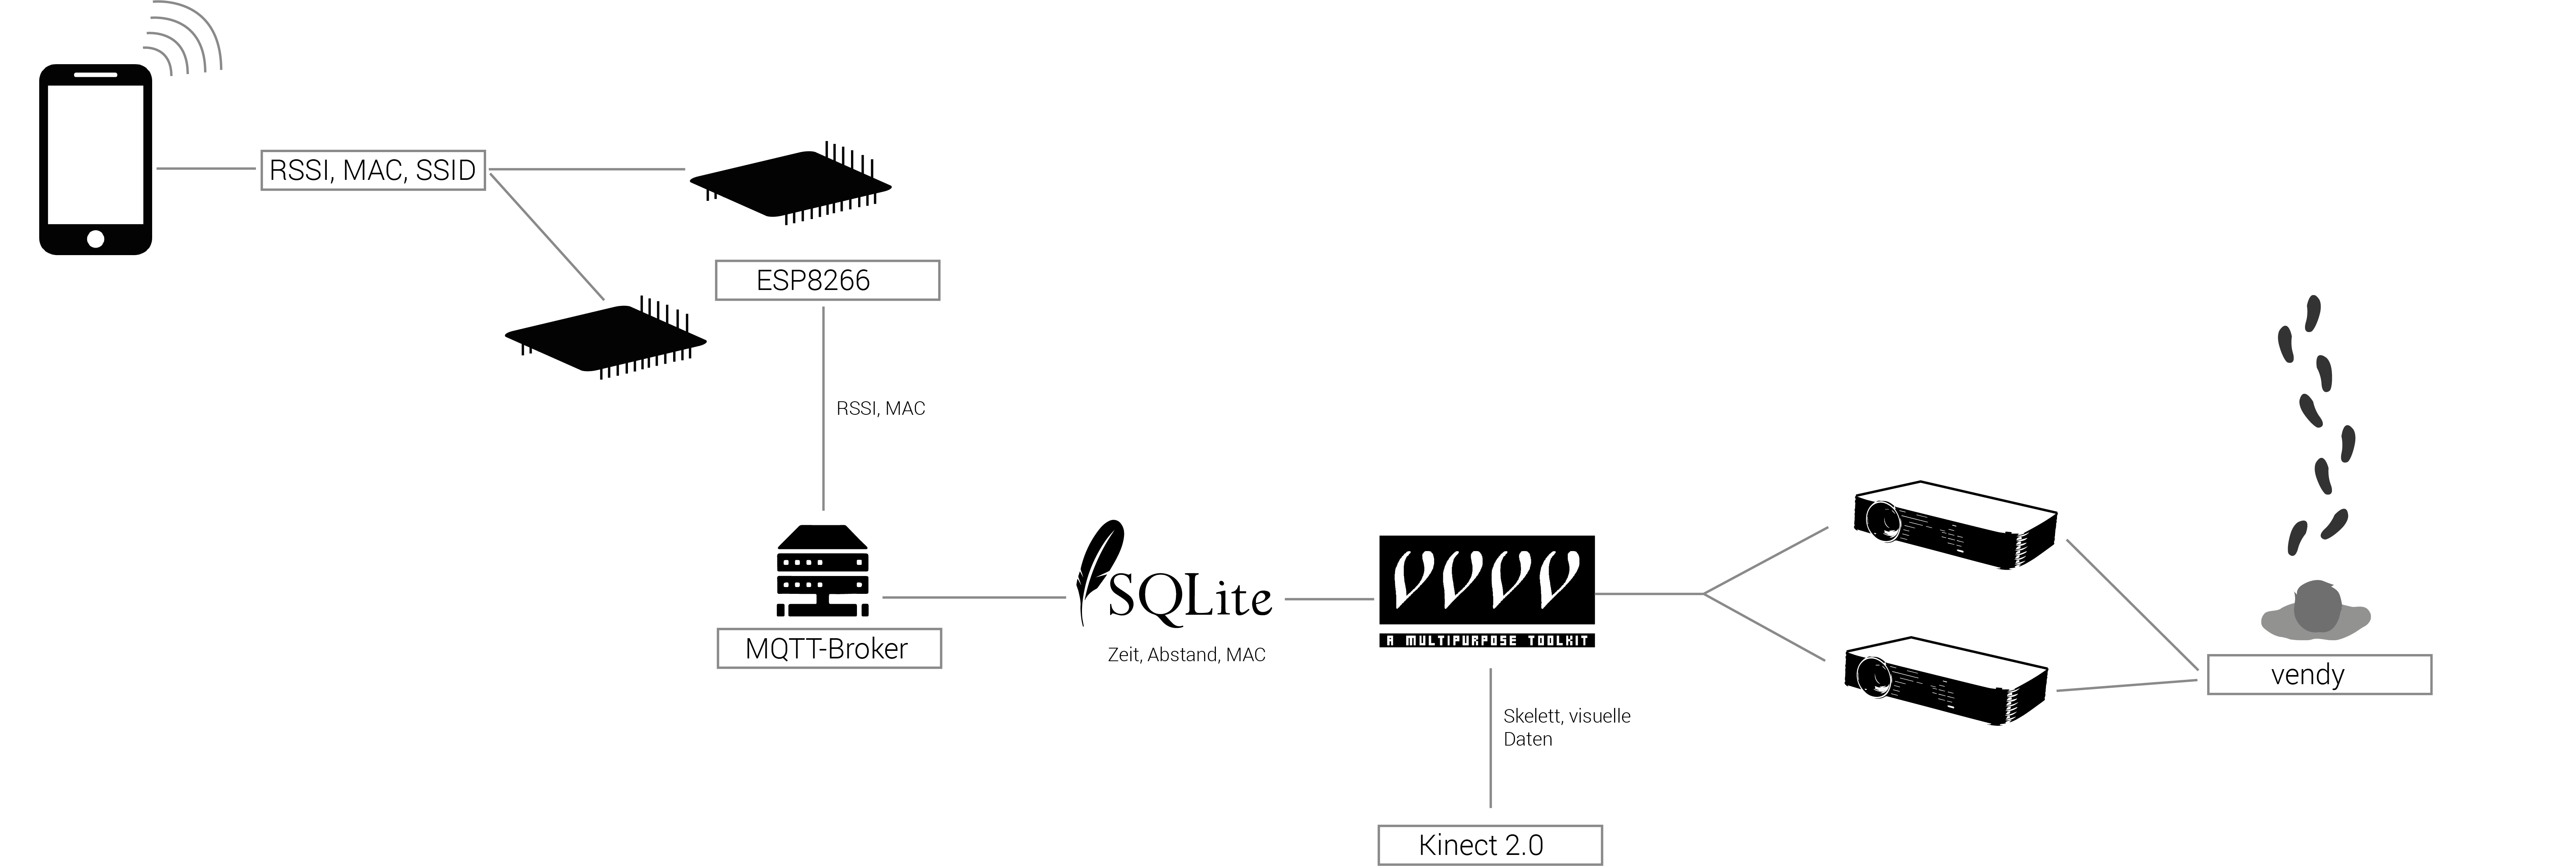 RSSI, MAC, SSID
ESP8266
RSSI, MAC
MQTT-Broker
SQLite
Zeit, Abstand, MAC
vvvv
A MULTIPURPOSE TOOLKIT
Skelett, visuelle
Daten
Kinect 2.0
vendy